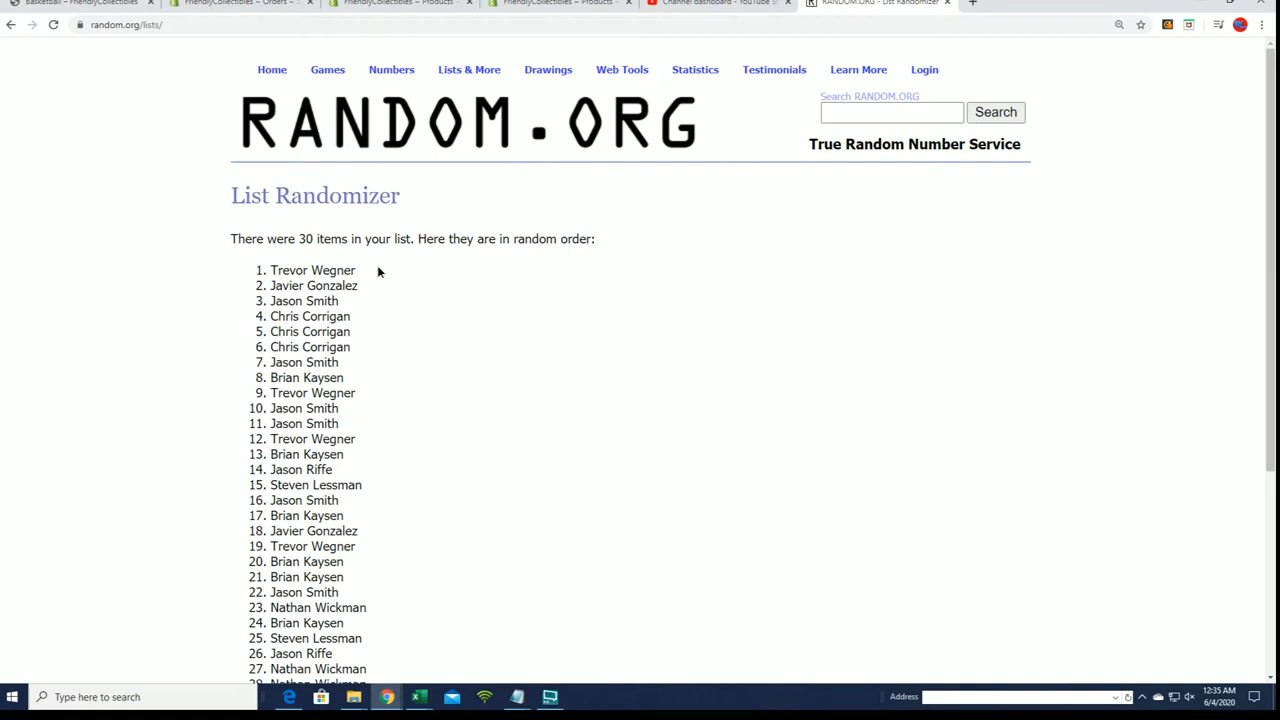 Basketball ~ FriendlyCollectibles
FriendlyCollectibles ~ Orders ~
FriendlyCollectibles ~ Products ~
FriendlyCollectibles ~ Products ~
Channel dashboard - YouTube
RANDOM.ORG - List Randomizer
random.org/lists/
Home Games Numbers Lists & More Drawings Web Tools Statistics Testimonials Learn More Login
Search RANDOM.ORG
RANDOM.ORG
Search
True Random Number Service
List Randomizer
There were 30 items in your list. Here they are in random order:
1. Trevor Wegner
2. Javier Gonzalez
3. Jason Smith
4. Chris Corrigan
5. Chris Corrigan
6. Chris Corrigan
7. Jason Smith
8. Brian Kaysen
9. Trevor Wegner
10. Jason Smith
11. Jason Smith
12. Trevor Wegner
13. Brian Kaysen
14. Jason Riffe
15. Steven Lessman
16. Jason Smith
17. Brian Kaysen
18. Javier Gonzalez
19. Trevor Wegner
20. Brian Kaysen
21. Brian Kaysen
22. Jason Smith
23. Nathan Wickman
24. Brian Kaysen
25. Steven Lessman
26. Jason Riffe
27. Nathan Wickman
28. Nathan Wickman
Type here to search
Address
12:35 AM
6/4/2020